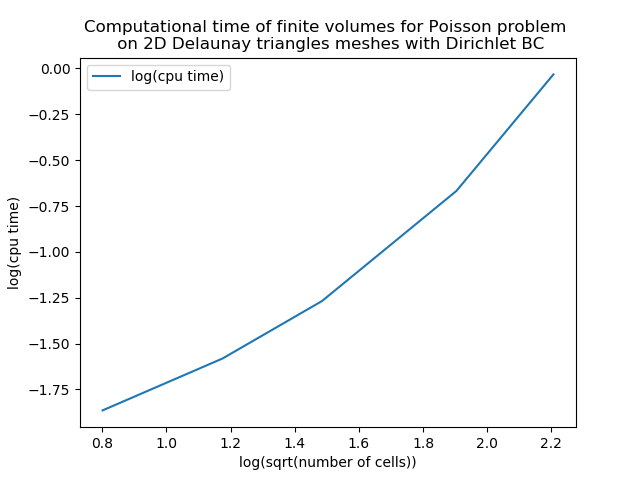 Computational time of finite volumes for Poisson problem
on 2D Delaunay triangles meshes with Dirichlet BC
log(cpu time)
0.00
−0.25
−0.50
−0.75
−1.00
−1.25
−1.50
−1.75
log(cpu time)
0.8 1.0 1.2 1.4 1.6 1.8 2.0 2.2
log(sqrt(number of cells))